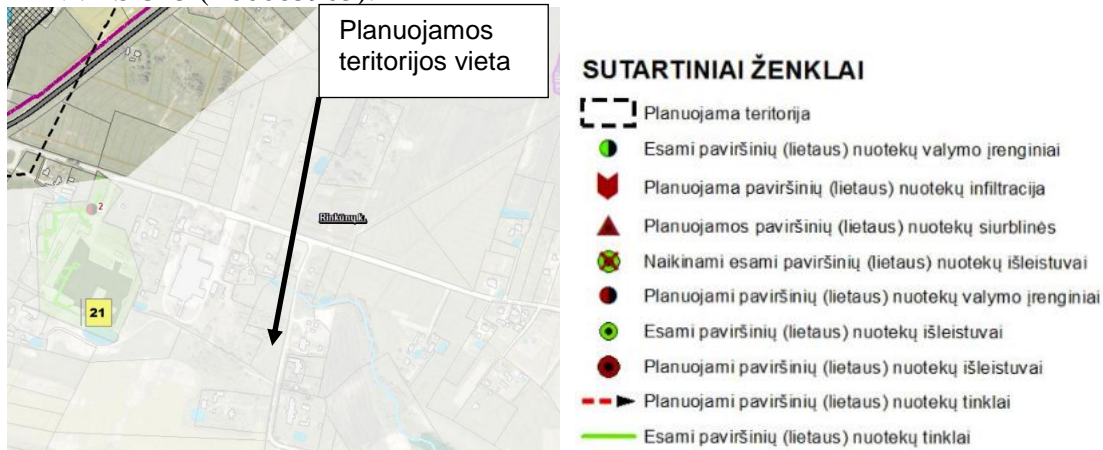 Planuojamos
teritorijos vieta
Rinkūnų k.
2
21
SUTARTINIAI ŽENKLAI
Planuojama teritorija
Esami paviršinių (lietaus) nuotekų valymo įrenginiai
Planuojama paviršinių (lietaus) nuotekų infiltracija
Planuojamos paviršinių (lietaus) nuotekų siurblinės
Naikinami esami paviršinių (lietaus) nuotekų išleistuvai
Planuojami paviršinių (lietaus) nuotekų valymo įrenginiai
Esami paviršinių (lietaus) nuotekų išleistuvai
Planuojami paviršinių (lietaus) nuotekų išleistuvai
Planuojami paviršinių (lietaus) nuotekų tinklai
Esami paviršinių (lietaus) nuotekų tinklai